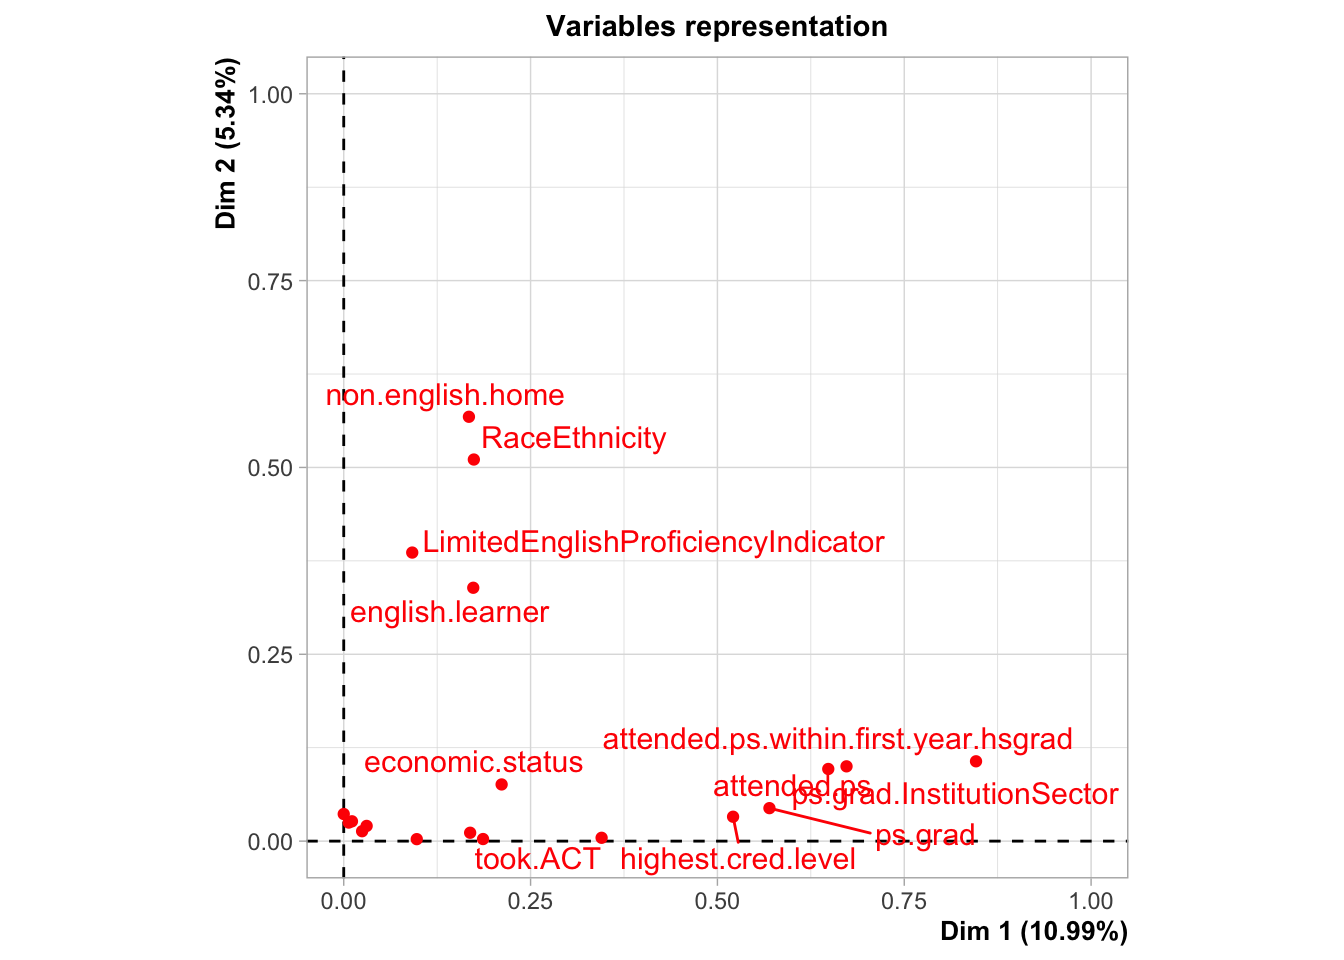 Variables representation
Dim 2 (5.34%)
1.00
0.75
0.50
0.25
0.00
non.english.home
RaceEthnicity
LimitedEnglishProficiencyIndicator
english.learner
attended.ps.within.first.year.hsgrad
economic.status
attended.ps
ps.grad.InstitutionSector
ps.grad
took.ACT
highest.cred.level
0.00
0.25
0.50
0.75
1.00
Dim 1 (10.99%)